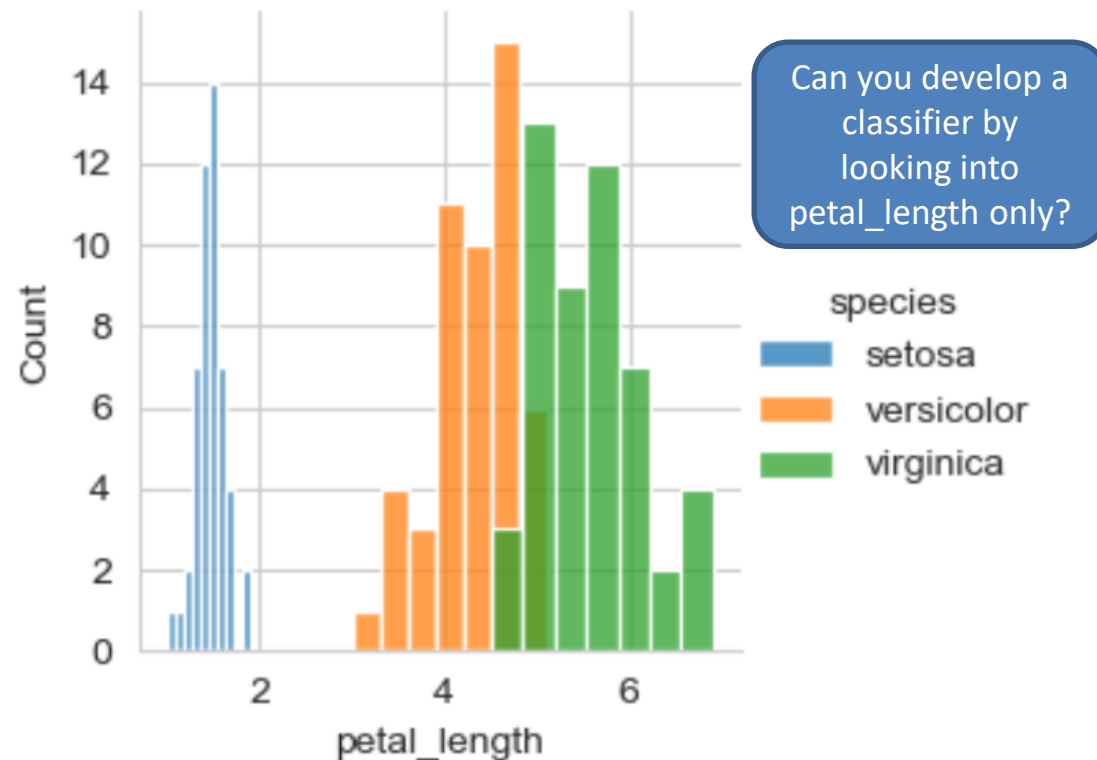 Can you develop a
classifier by
looking into
petal_length only?
14
12
10
8
6
4
2
0
Count
2 4 6
petal_length
species
setosa
versicolor
virginica